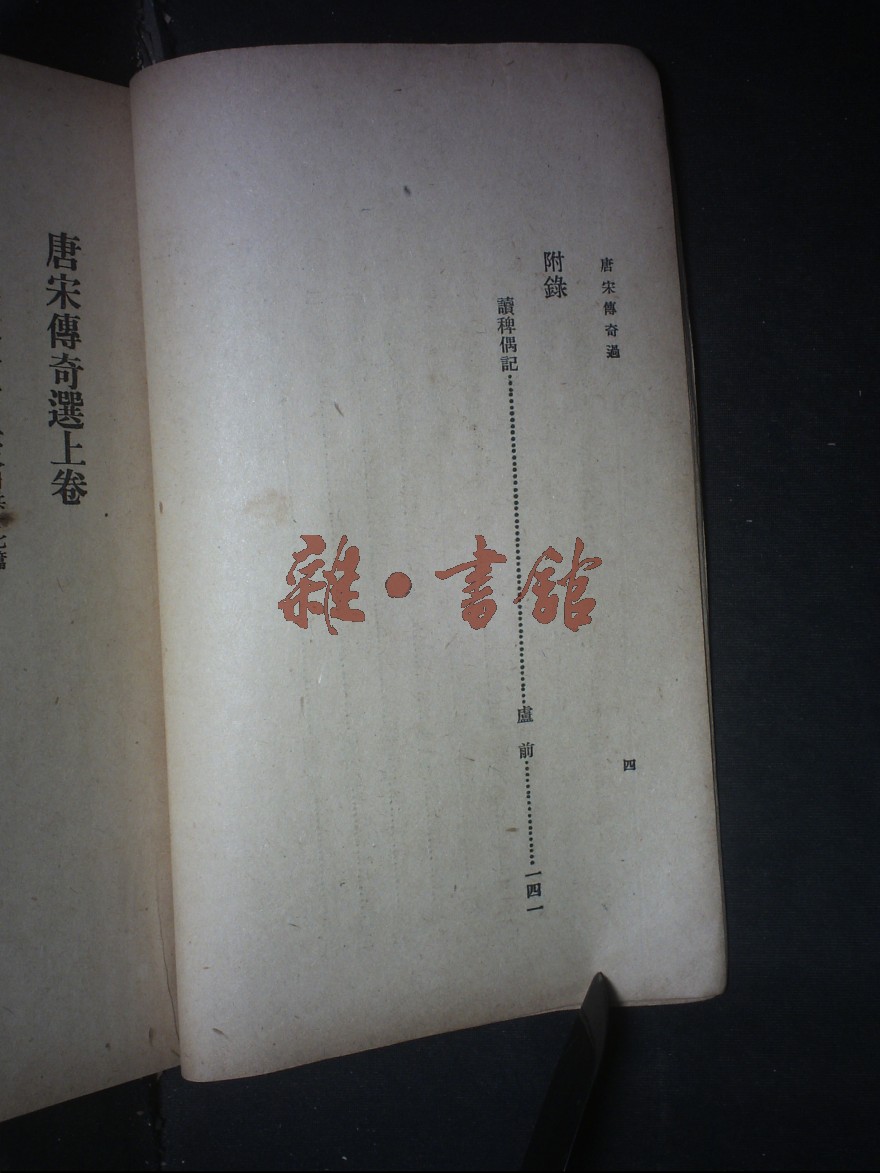 唐宋傳奇選
四
附錄
讀稗偶記……盧 前……一四一
唐宋傳奇選上卷
雜·書館